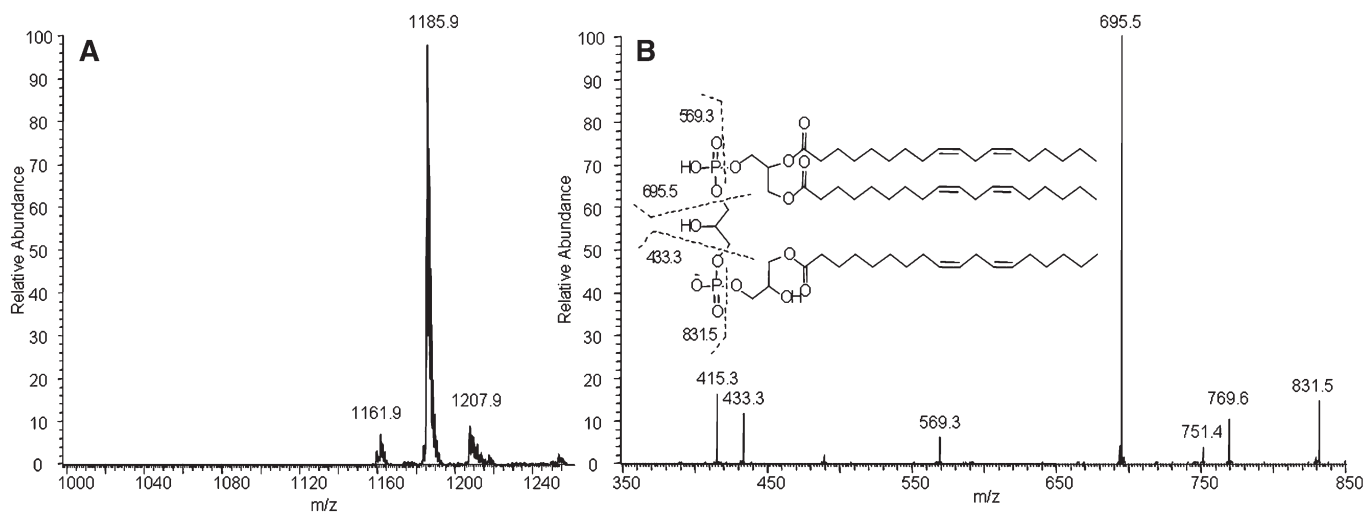 A
1185.9
1161.9
1207.9
Relative Abundance
100
90
80
70
60
50
40
30
20
10
0
1000 1040 1080 1120 1160 1200 1240
m/z
B
695.5
Relative Abundance
100
90
80
70
60
50
40
30
20
10
0
569.3
O
O
O
HO P O O
O
O
O
695.5
HO
433.3
O
O
-
O P O
O
OH
O
831.5
415.3
433.3
569.3
751.4
769.6
831.5
350 450 550 650 750 850
m/z